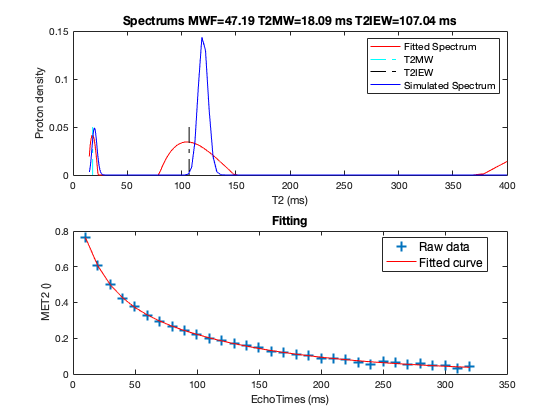 Spectrums MWF=47.19 T2MW=18.09 ms T2IEW=107.04 ms
0.15
Fitted Spectrum
T2MW
T2IEW
Simulated Spectrum
0.1
0.05
0
Proton density
0 50 100 150 200 250 300 350 400
T2 (ms)
Fitting
0.8
Raw data
Fitted curve
0.6
0.4
0.2
0
MET2 ()
0 50 100 150 200 250 300 350
EchoTimes (ms)